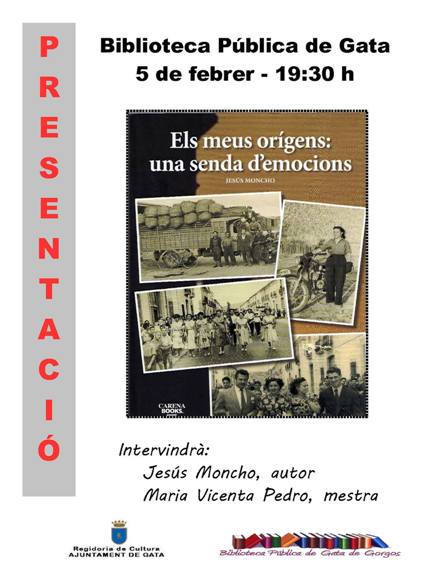 PRESENTACIÓ
Biblioteca Pública de Gata
5 de febrer - 19:30 h
Els meus orígens:
una senda d'emocions
JESÚS MONCHO
CARENA
BOOKS
Intervindrà:
Jesús Moncho, autor
Maria Vicenta Pedro, mestra
Regidoria de Cultura
AJUNTAMENT DE GATA
Biblioteca Pública de Gata de Gorgos